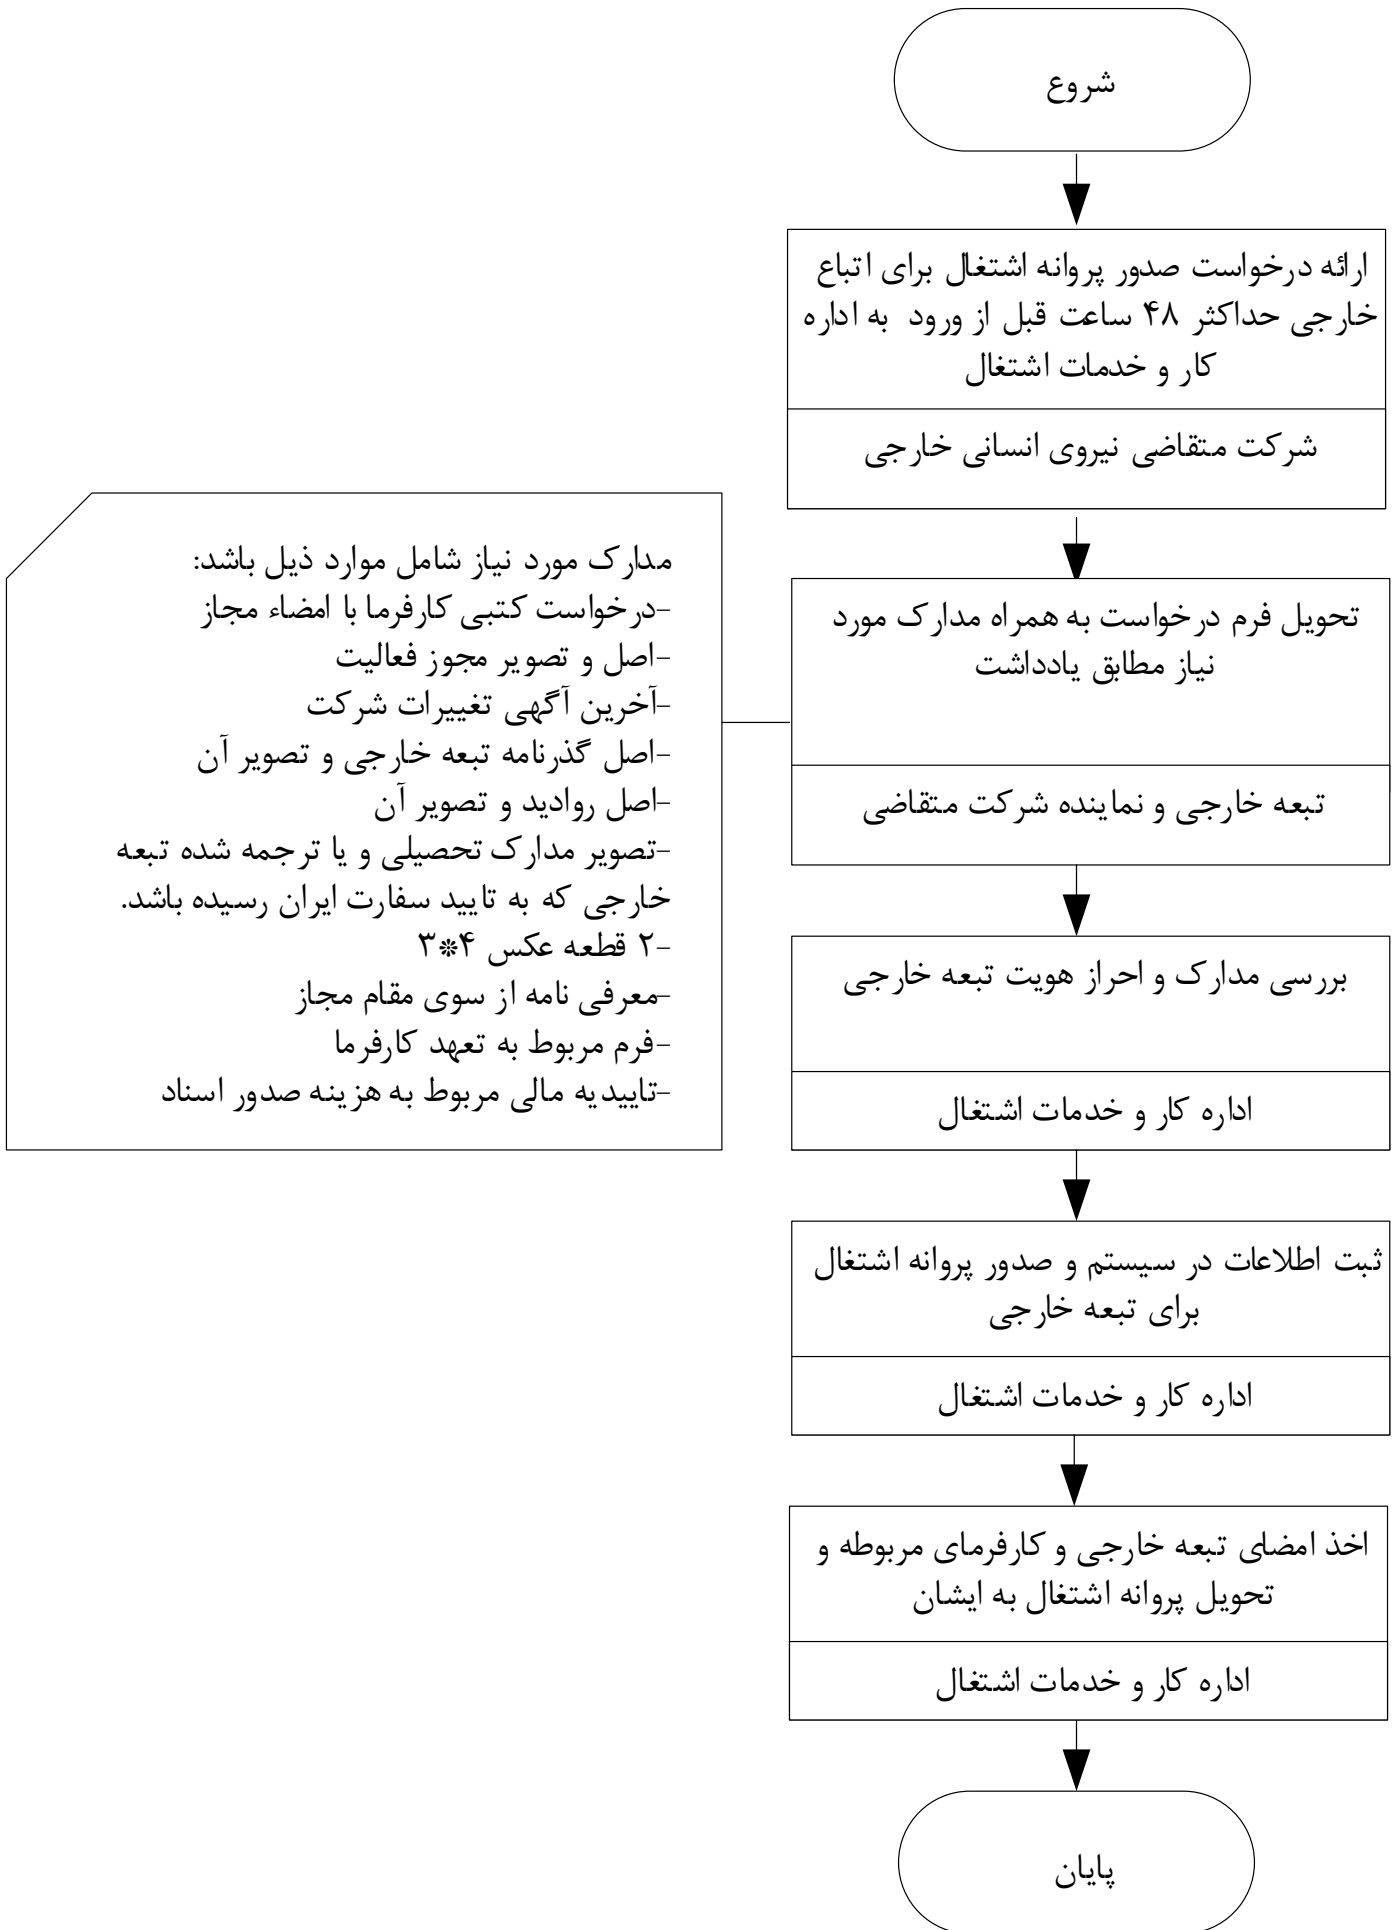 شروع
ارائه درخواست صدور پروانه اشتغال برای اتباع
خارجی حداکثر ۴۸ ساعت قبل از ورود به اداره
کار و خدمات اشتغال
شرکت متقاضی نیروی انسانی خارجی
تحویل فرم درخواست به همراه مدارک مورد
نیاز مطابق یادداشت
تبعه خارجی و نماینده شرکت متقاضی
مدارک مورد نیاز شامل موارد ذیل باشد:
-درخواست کتبی کارفرما با امضاء مجاز
-اصل و تصویر مجوز فعالیت
-آخرین آگهی تغییرات شرکت
-اصل گذرنامه تبعه خارجی و تصویر آن
-اصل روادید و تصویر آن
-تصویر مدارک تحصیلی و یا ترجمه شده تبعه
خارجی که به تایید سفارت ایران رسیده باشد.
-۲ قطعه عکس ۴*۳
-معرفی نامه از سوی مقام مجاز
-فرم مربوط به تعهد کارفرما
-تاییدیه مالی مربوط به هزینه صدور اسناد
بررسی مدارک و احراز هویت تبعه خارجی
اداره کار و خدمات اشتغال
ثبت اطلاعات در سیستم و صدور پروانه اشتغال
برای تبعه خارجی
اداره کار و خدمات اشتغال
اخذ امضای تبعه خارجی و کارفرمای مربوطه و
تحویل پروانه اشتغال به ایشان
اداره کار و خدمات اشتغال
پایان